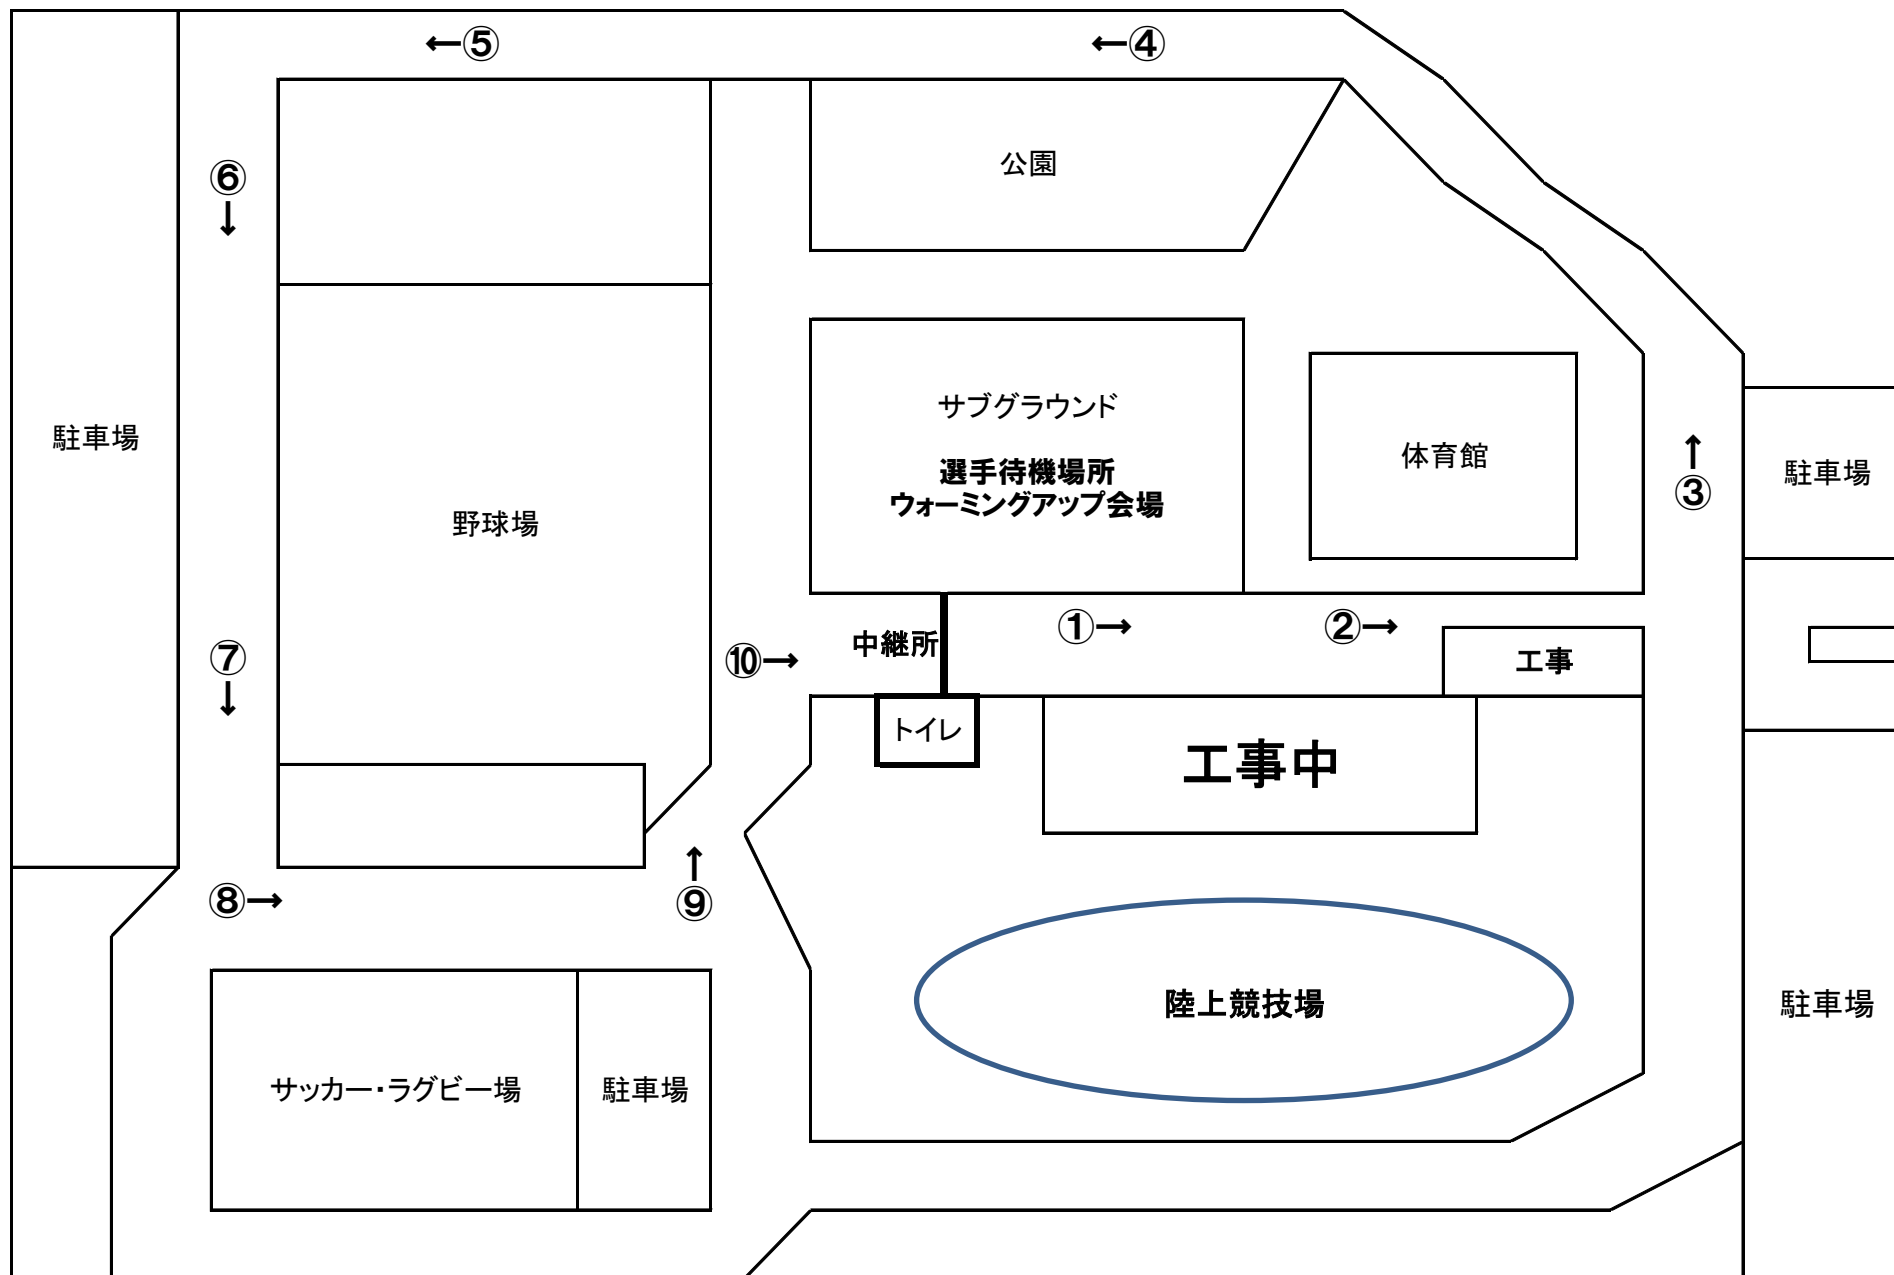 ←⑤
←④
⑥
↓
公園
駐車場
サブグラウンド
選手待機場所
ウォーミングアップ会場
体育館
↑
③
駐車場
野球場
①→
②→
中継所
⑩→
⑦
↓
工事
トイレ
工事中
⑧→
↑
⑨
陸上競技場
駐車場
サッカー・ラグビー場
駐車場